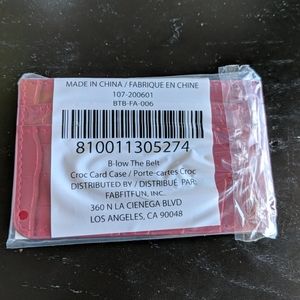 MADE IN CHINA / FABRIQUE EN CHINE
107-200601
BTB-FA-006
810011305274
B-low The Belt
Croc Card Case / Porte-cartes Croc
DISTRIBUTED BY / DISTRIBUE PAR:
FABFITFUN, INC.
360 N LA CIENEGA BLVD
LOS ANGELES, CA 90048